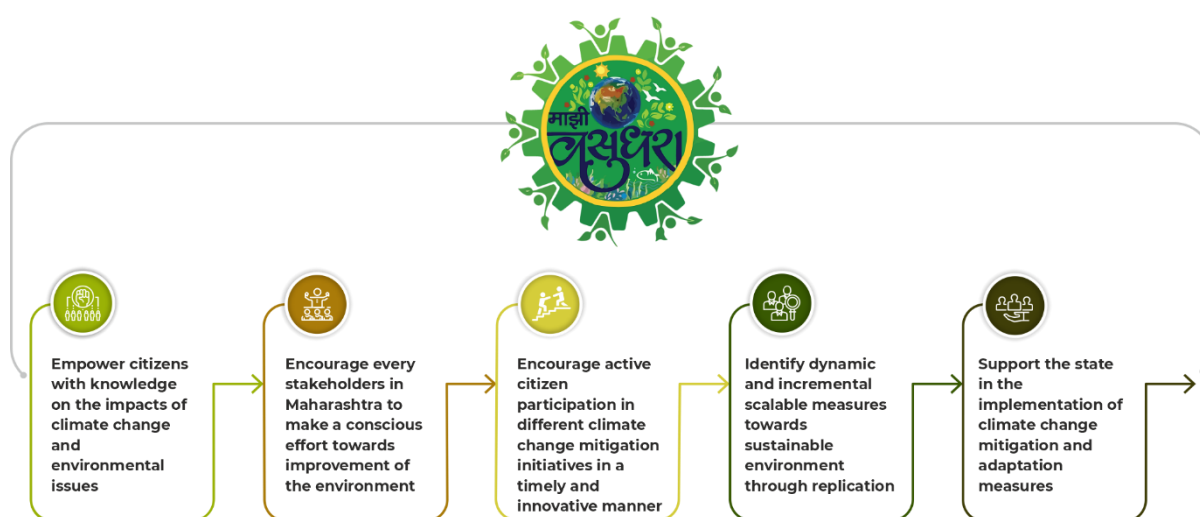 माझी
वसुंधरा
Empower citizens
with knowledge
on the impacts of
climate change
and
environmental
issues
Encourage every
stakeholders in
Maharashtra to
make a conscious
effort towards
improvement of
the environment
Encourage active
citizen
participation in
different climate
change mitigation
initiatives in a
timely and
innovative manner
Identify dynamic
and incremental
scalable measures
towards
sustainable
environment
through replication
Support the state
in the
implementation of
climate change
mitigation and
adaptation
measures